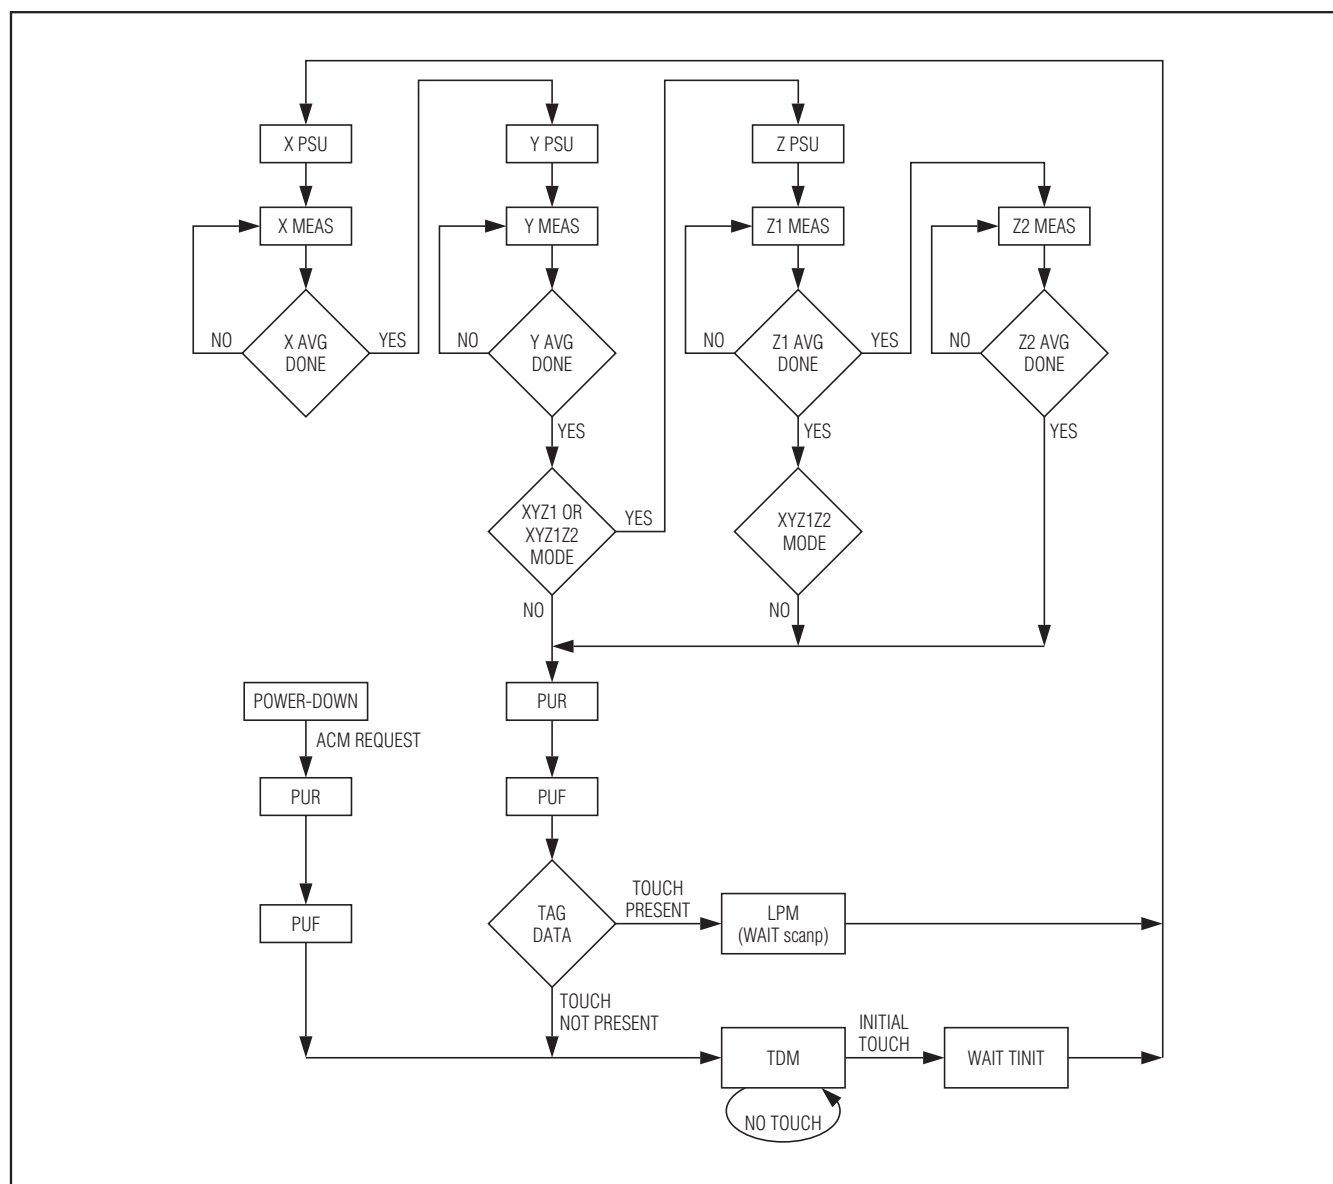 X PSU
Y PSU
Z PSU
X MEAS
Y MEAS
Z1 MEAS
Z2 MEAS
NO
X AVG
DONE
YES
NO
Y AVG
DONE
NO
Z1 AVG
DONE
YES
NO
Z2 AVG
DONE
YES
YES
YES
XYZ1 OR
XYZ1Z2
MODE
YES
XYZ1Z2
MODE
NO
NO
POWER-DOWN
PUR
ACM REQUEST
PUR
PUF
PUF
TAG
DATA
TOUCH
PRESENT
LPM
(WAIT scanp)
TOUCH
NOT PRESENT
TDM
INITIAL
TOUCH
WAIT TINIT
NO TOUCH